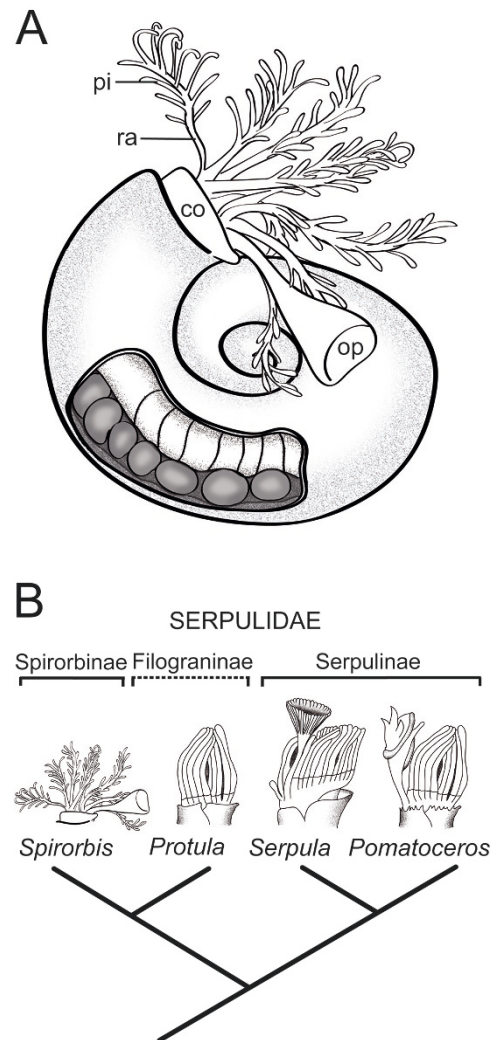 A
pi
ra
co
op
B
SERPULIDAE
Spirorbinae Filograninae Serpulinae
Spirorbis Protula Serpula Pomatoceros